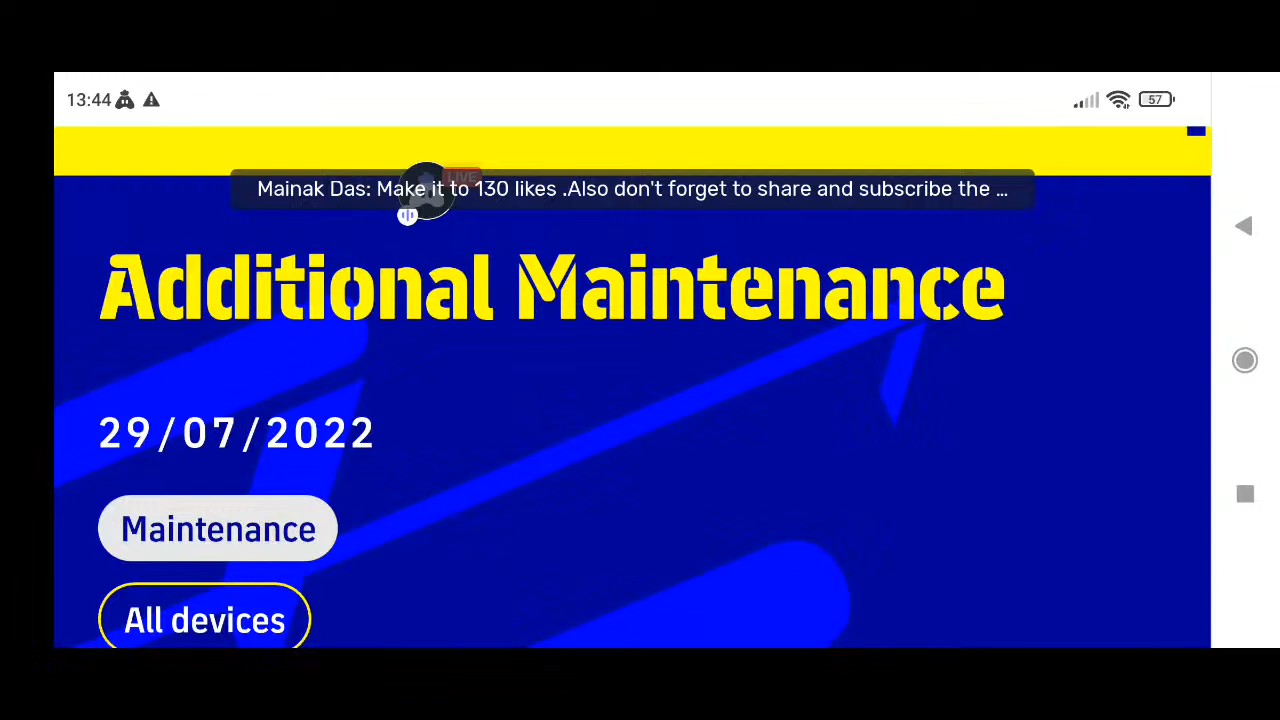 13:44
57
LIVE
Mainak Das: Make it to 130 likes .Also don't forget to share and subscribe the ...
Additional Maintenance
29/07/2022
Maintenance
All devices